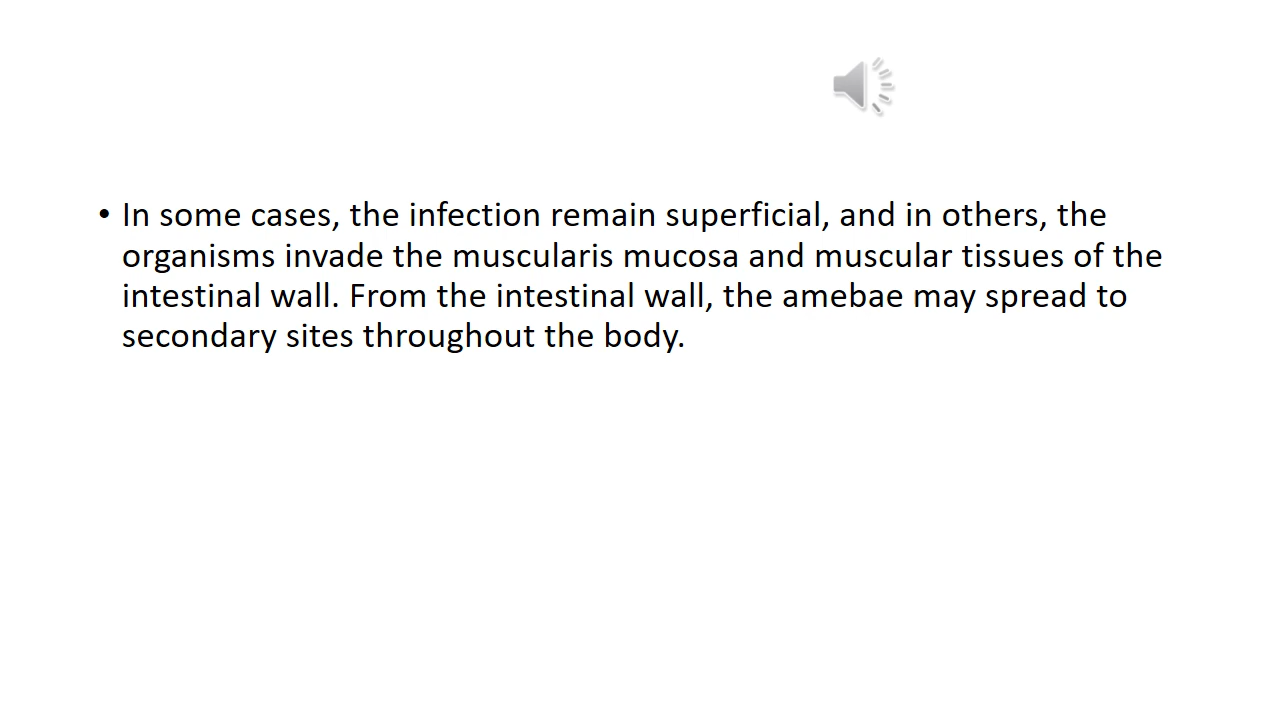 • In some cases, the infection remain superficial, and in others, the
organisms invade the muscularis mucosa and muscular tissues of the
intestinal wall. From the intestinal wall, the amebae may spread to
secondary sites throughout the body.